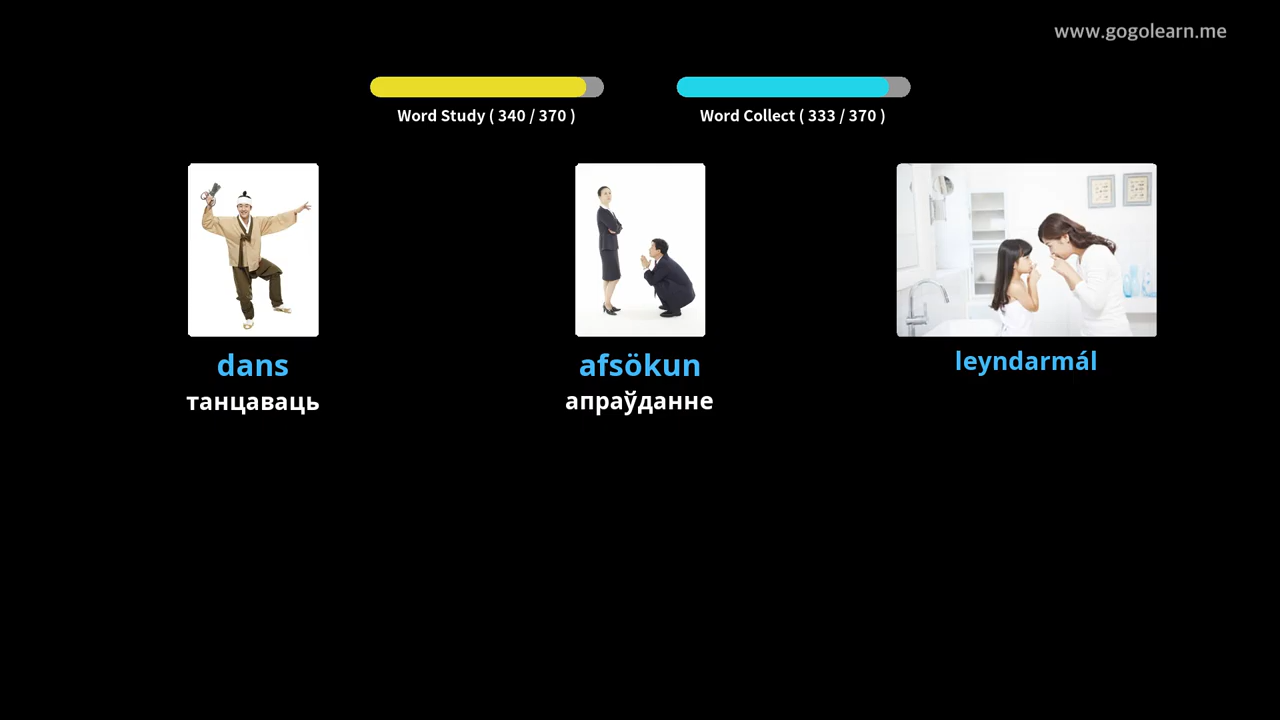 www.gogolearn.me
Word Study ( 340 / 370 )
Word Collect ( 333 / 370 )
dans
танцаваць
afsökun
апраўданне
leyndarmál